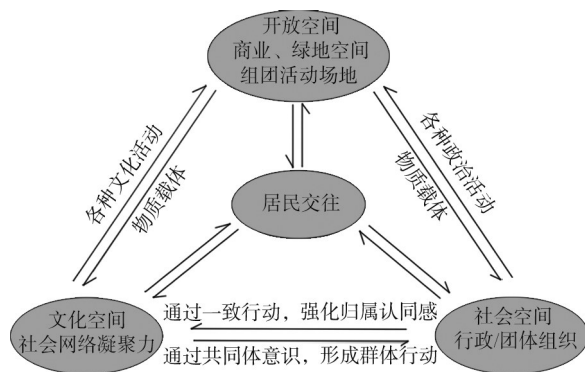 开放空间
商业、绿地空间
组团活动场地
各种文化活动
物质载体
各种政治活动
物质载体
居民交往
文化空间
社会网络凝聚力
通过一致行动，强化归属认同感
通过共同体意识，形成群体行动
社会空间
行政/团体组织